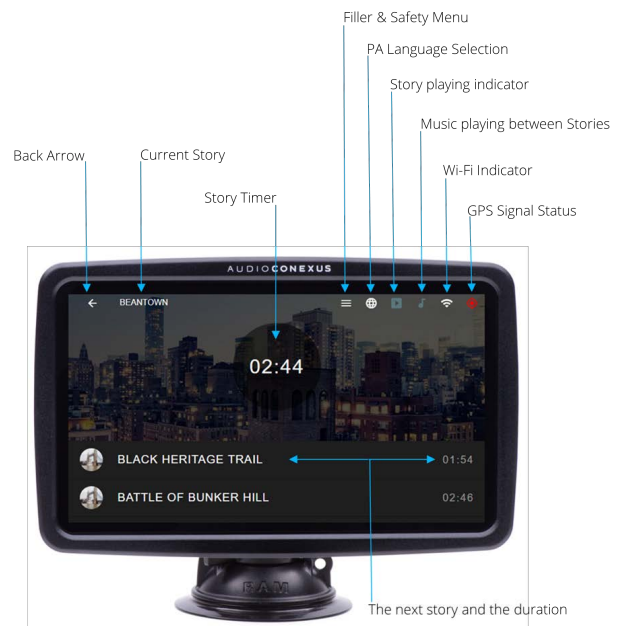 Filler & Safety Menu
PA Language Selection
Story playing indicator
Music playing between Stories
Back Arrow
Current Story
Wi-Fi Indicator
Story Timer
GPS Signal Status
AUDIOCONEXUS
BEANTOWN
02:44
BLACK HERITAGE TRAIL 01:54
BATTLE OF BUNKER HILL 02:46
RAM
The next story and the duration